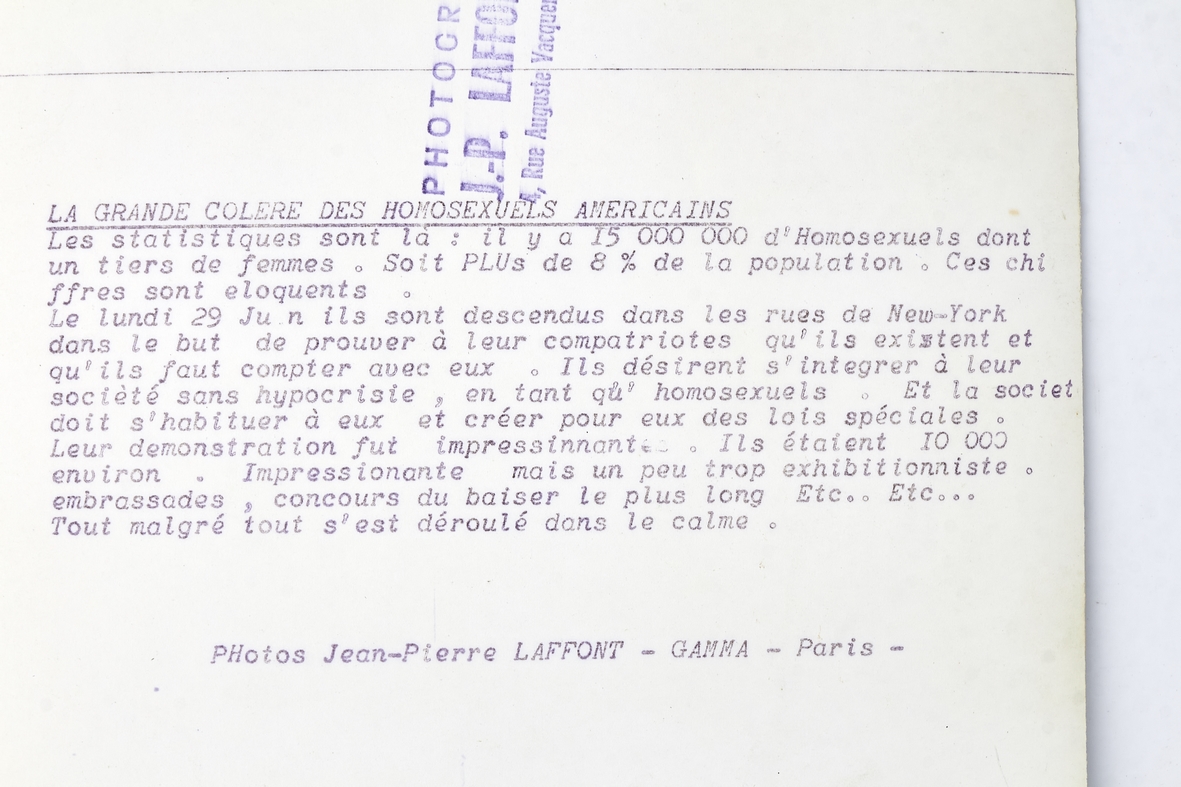 PHOTOGR
J.-P. LAFFO
4, Rue Auguste Vacquer
LA GRANDE COLERE DES HOMOSEXUELS AMERICAINS
Les statistiques sont là : il y a I5 000 000 d'Homosexuels dont
un tiers de femmes . Soit PLUs de 8 % de la population . Ces chi
ffres sont eloquents .
Le lundi 29 Ju n ils sont descendus dans les rues de New-York
dans le but de prouver à leur compatriotes qu'ils existent et
qu'ils faut compter avec eux . Ils désirent s'integrer à leur
socièté sans hypocrisie , en tant qu' homosexuels . Et la societ
doit s'habituer à eux et créer pour eux des lois spéciales .
Leur demonstration fut impressinnante . Ils étaient I0 000
environ . Impressionante mais un peu trop exhibitionniste .
embrassades , concours du baiser le plus long Etc.. Etc...
Tout malgré tout s'est déroulé dans le calme .
PHotos Jean-Pierre LAFFONT - GAMMA - Paris -